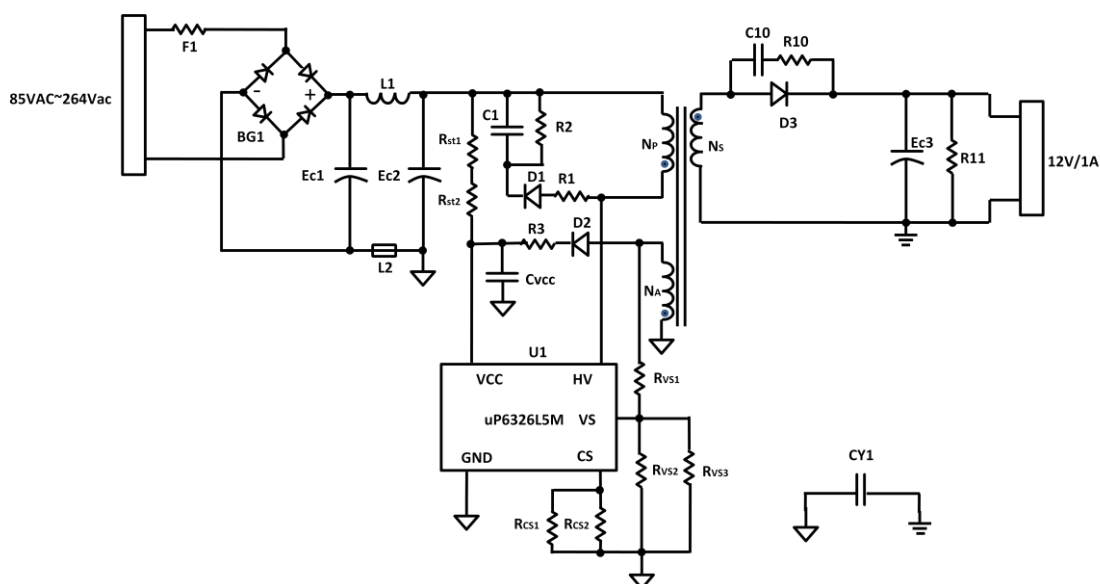 F1
85VAC~264Vac
-
+
BG1
L1
Ec1
Ec2
L2
Rst1
Rst2
C1
R2
D1
R1
R3
D2
Cvcc
NP
NS
NA
C10
R10
D3
Ec3
R11
12V/1A
U1
VCC
HV
uP6326L5M
VS
GND
CS
RVS1
RVS2
RVS3
RCS1
RCS2
CY1